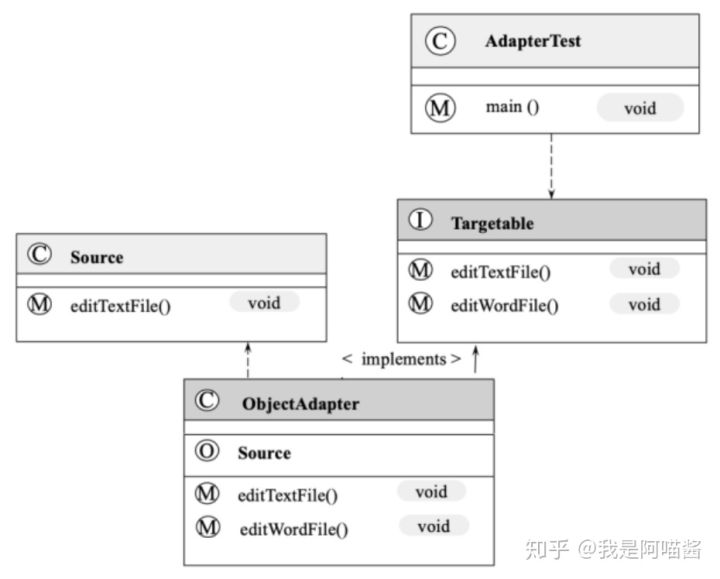 C AdapterTest
M main () void
I Targetable
M editTextFile() void
M editWordFile() void
C Source
M editTextFile() void
< implements >
C ObjectAdapter
O Source
M editTextFile() void
M editWordFile() void
知乎 @我是阿喵酱